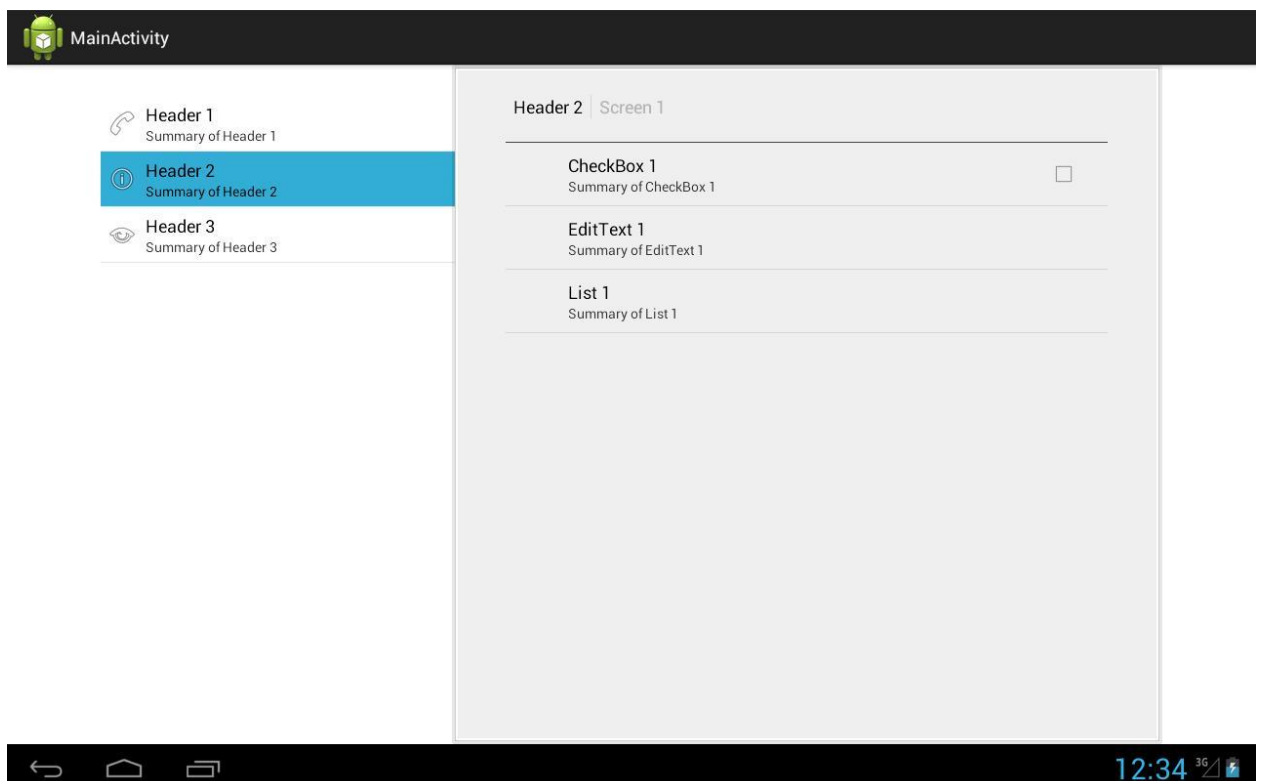 MainActivity
Header 1
Summary of Header 1
Header 2
Summary of Header 2
Header 3
Summary of Header 3
Header 2 Screen 1
CheckBox 1
Summary of CheckBox 1
EditText 1
Summary of EditText 1
List 1
Summary of List 1
12:34 3G